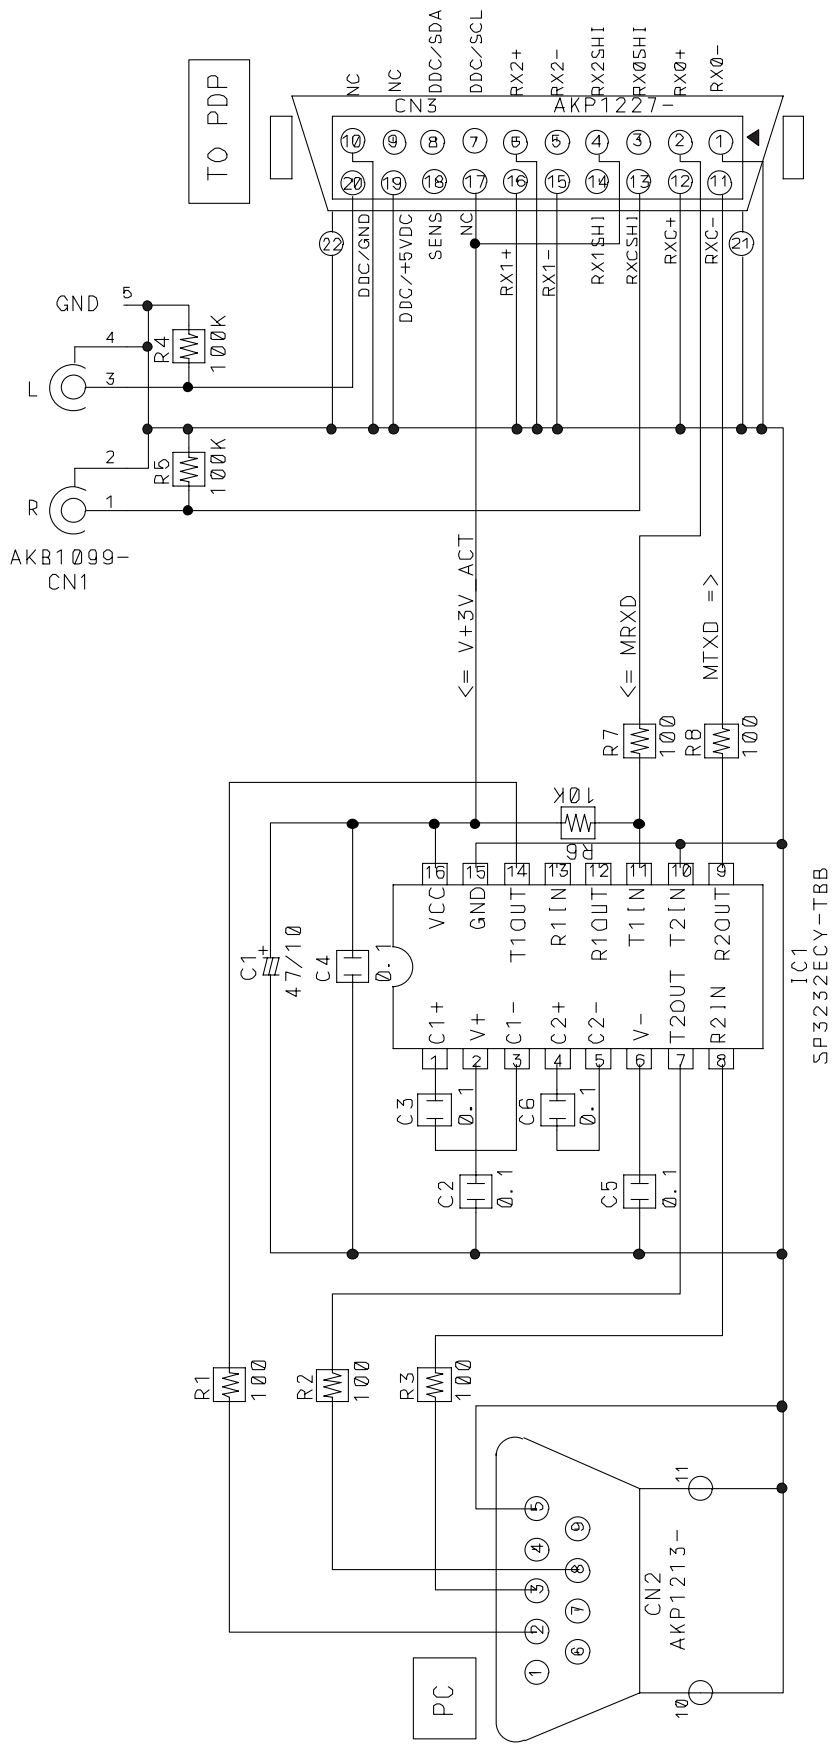 TO PDP
NC
NC
DDC/SDA
DDC/SCL
RX2+
RX2-
RX2SHI
RX0SHI
RX0+
RX0-
CN3
AKP1227-
10
9
8
7
6
5
4
3
2
1
20
19
18
17
16
15
14
13
12
11
22
21
DDC/GND
DDC/+5VDC
SENS
NC
RX1+
RX1-
RX1SHI
RXCSHI
RXC+
RXC-
GND
5
4
3
L
R4
100K
2
1
R
R5
100K
AKB1099-
CN1
<= V+3V_ACT
<= MRXD
MTXD =>
R7
100
R8
100
10K
R6
16
15
14
13
12
11
10
9
VCC
GND
T1OUT
R1IN
R1OUT
T1IN
T2IN
R2OUT
C1
+
47/10
C4
0.1
IC1
SP3232ECY-TBB
C1+
V+
C1-
C2+
C2-
V-
T2OUT
R2IN
1
2
3
4
5
6
7
8
C3
0.1
C6
0.1
C2
0.1
C5
0.1
R1
100
R2
100
R3
100
5
4
3
2
1
9
8
7
6
11
10
CN2
AKP1213-
PC